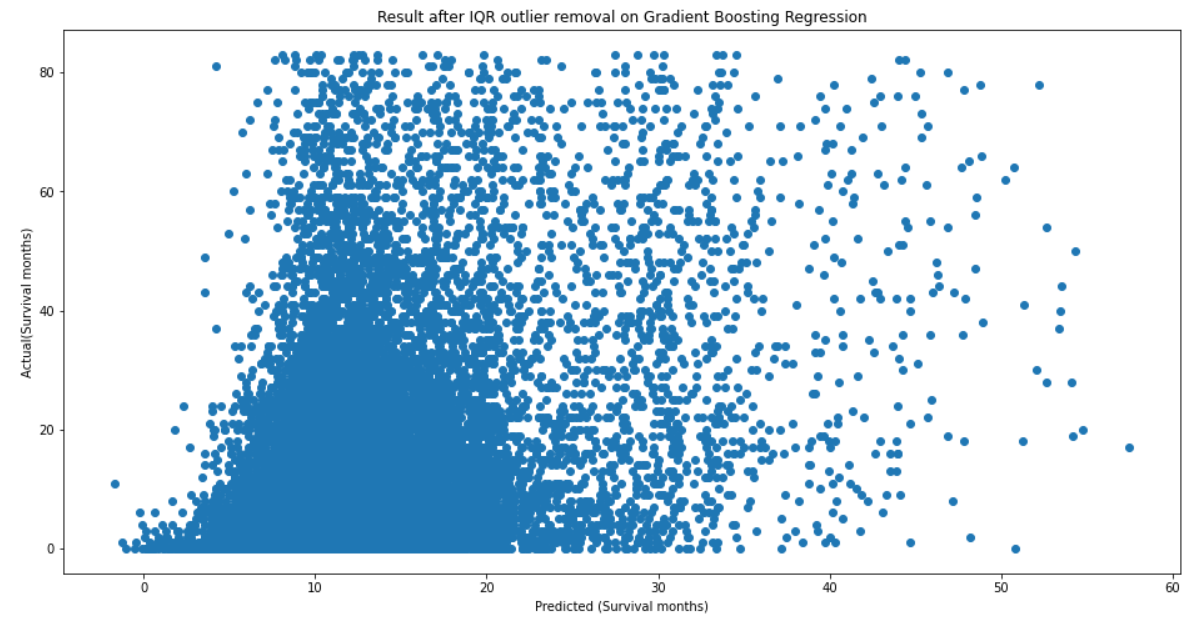 Result after IQR outlier removal on Gradient Boosting Regression
Actual(Survival months)
80
60
40
20
0
0 10 20 30 40 50 60
Predicted (Survival months)